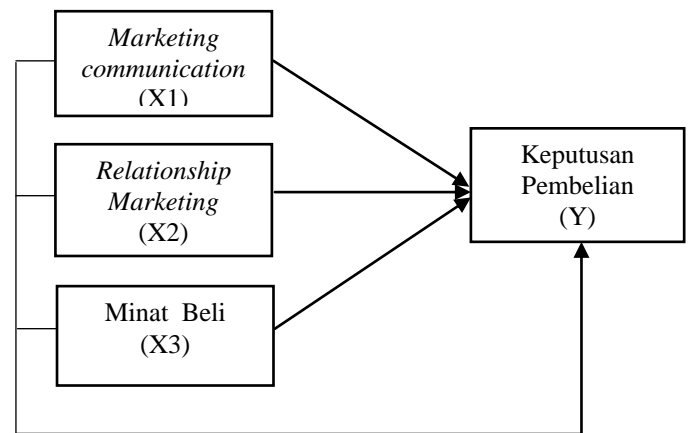 Marketing
communication
(X1)
Relationship
Marketing
(X2)
Minat Beli
(X3)
Keputusan
Pembelian
(Y)